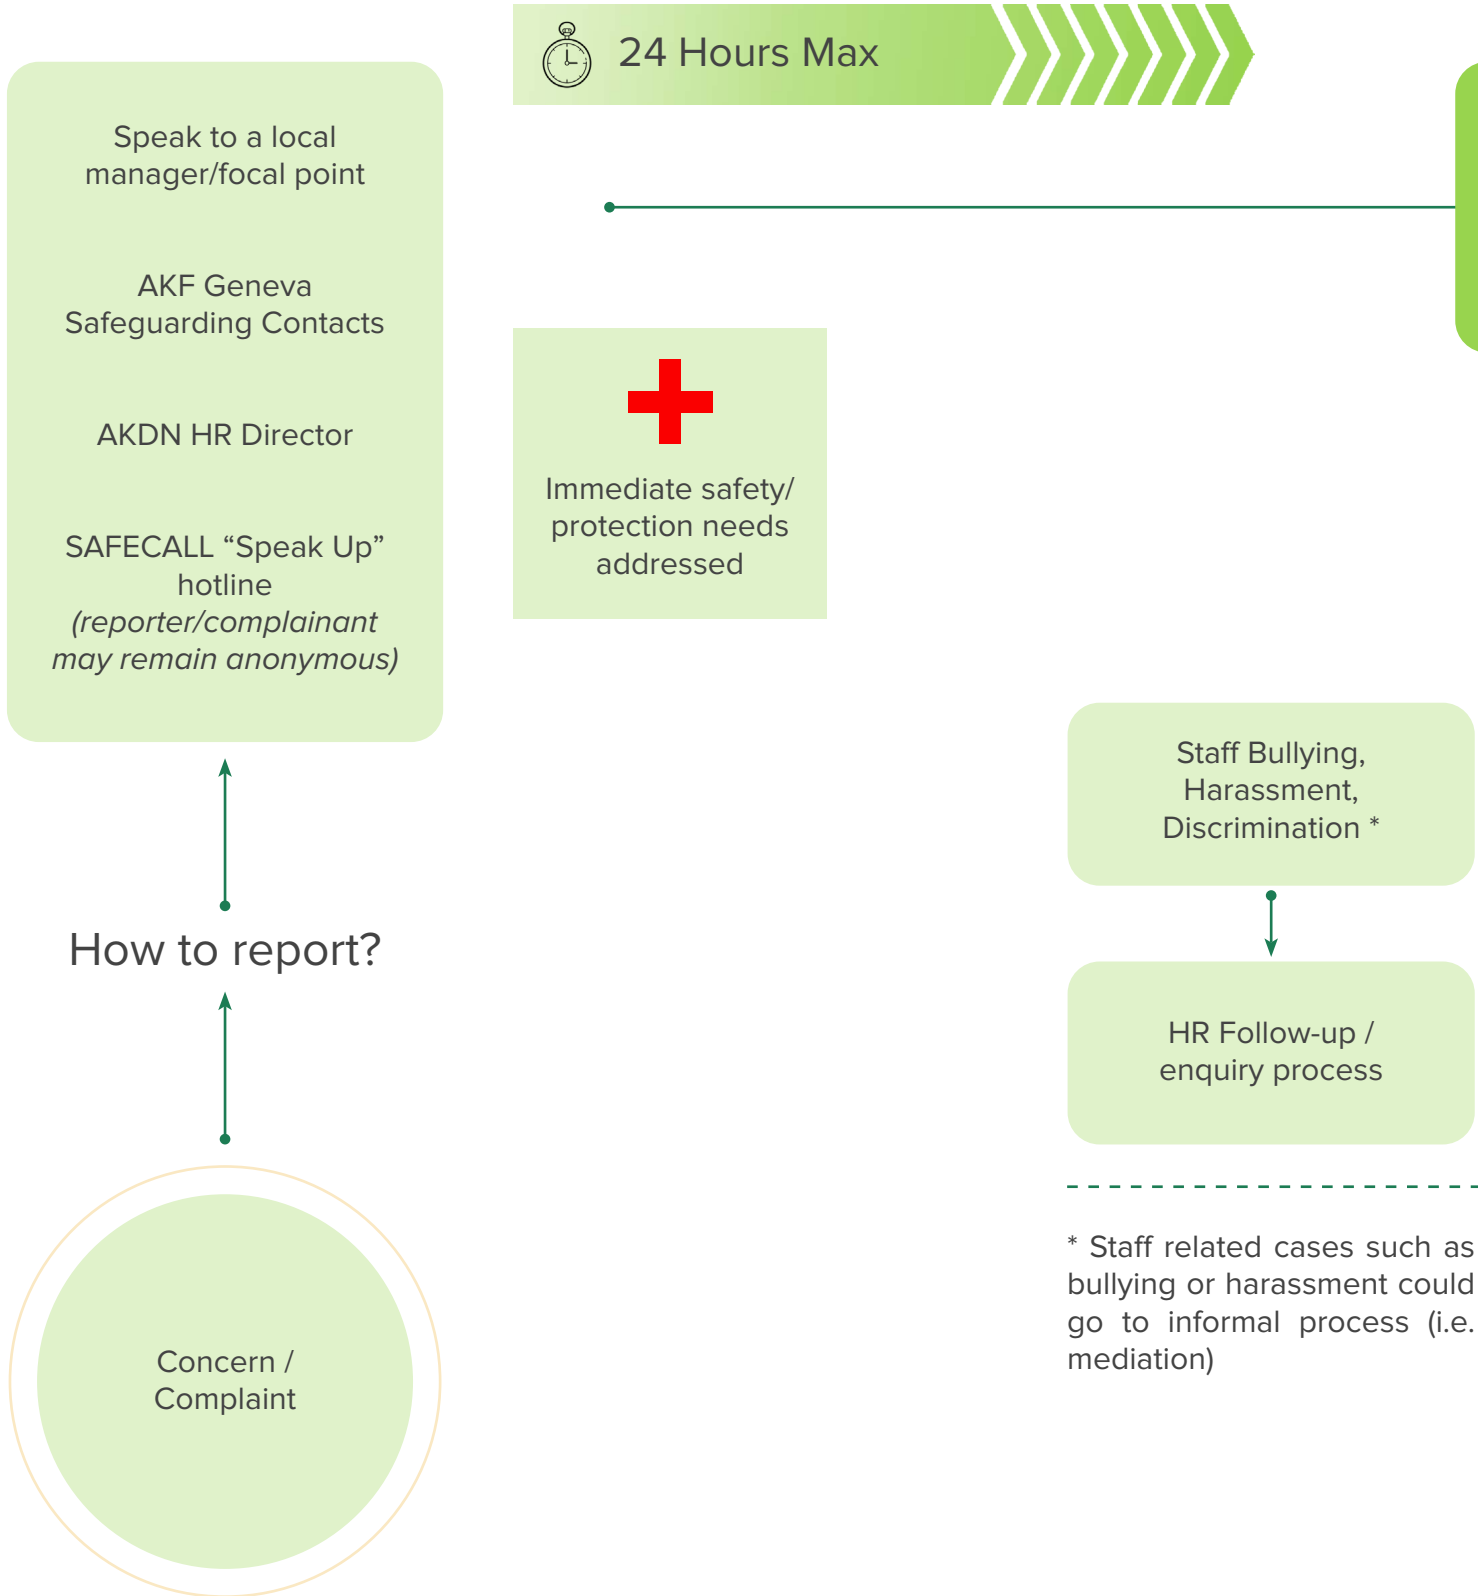 24 Hours Max
Speak to a local
manager/focal point
AKF Geneva
Safeguarding Contacts
AKDN HR Director
SAFECALL “Speak Up”
hotline
(reporter/complainant
may remain anonymous)
Immediate safety/
protection needs
addressed
How to report?
Concern /
Complaint
Staff Bullying,
Harassment,
Discrimination *
HR Follow-up /
enquiry process
* Staff related cases such as
bullying or harassment could
go to informal process (i.e.
mediation)